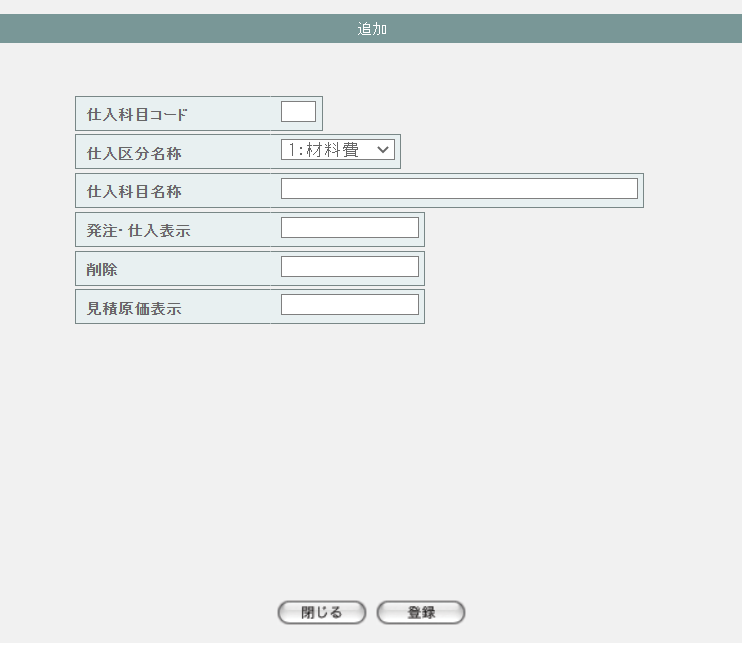 追加
仕入科目コード
仕入区分名称 1:材料費
仕入科目名称
発注・仕入表示
削除
見積原価表示
閉じる 登録